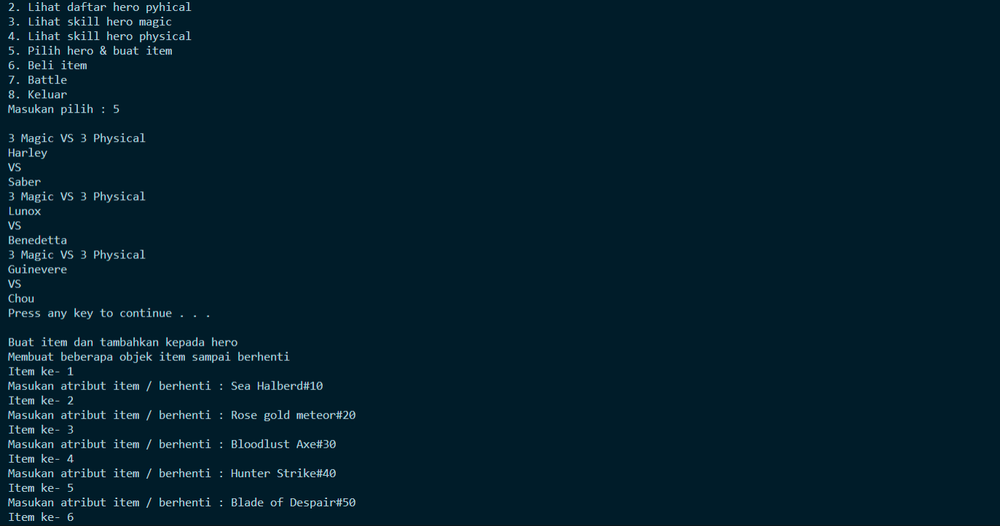 2. Lihat daftar hero pyhical
3. Lihat skill hero magic
4. Lihat skill hero physical
5. Pilih hero & buat item
6. Beli item
7. Battle
8. Keluar
Masukan pilih : 5
3 Magic VS 3 Physical
Harley
VS
Saber
3 Magic VS 3 Physical
Lunox
VS
Benedetta
3 Magic VS 3 Physical
Guinevere
VS
Chou
Press any key to continue . . .
Buat item dan tambahkan kepada hero
Membuat beberapa objek item sampai berhenti
Item ke- 1
Masukan atribut item / berhenti : Sea Halberd#10
Item ke- 2
Masukan atribut item / berhenti : Rose gold meteor#20
Item ke- 3
Masukan atribut item / berhenti : Bloodlust Axe#30
Item ke- 4
Masukan atribut item / berhenti : Hunter Strike#40
Item ke- 5
Masukan atribut item / berhenti : Blade of Despair#50
Item ke- 6